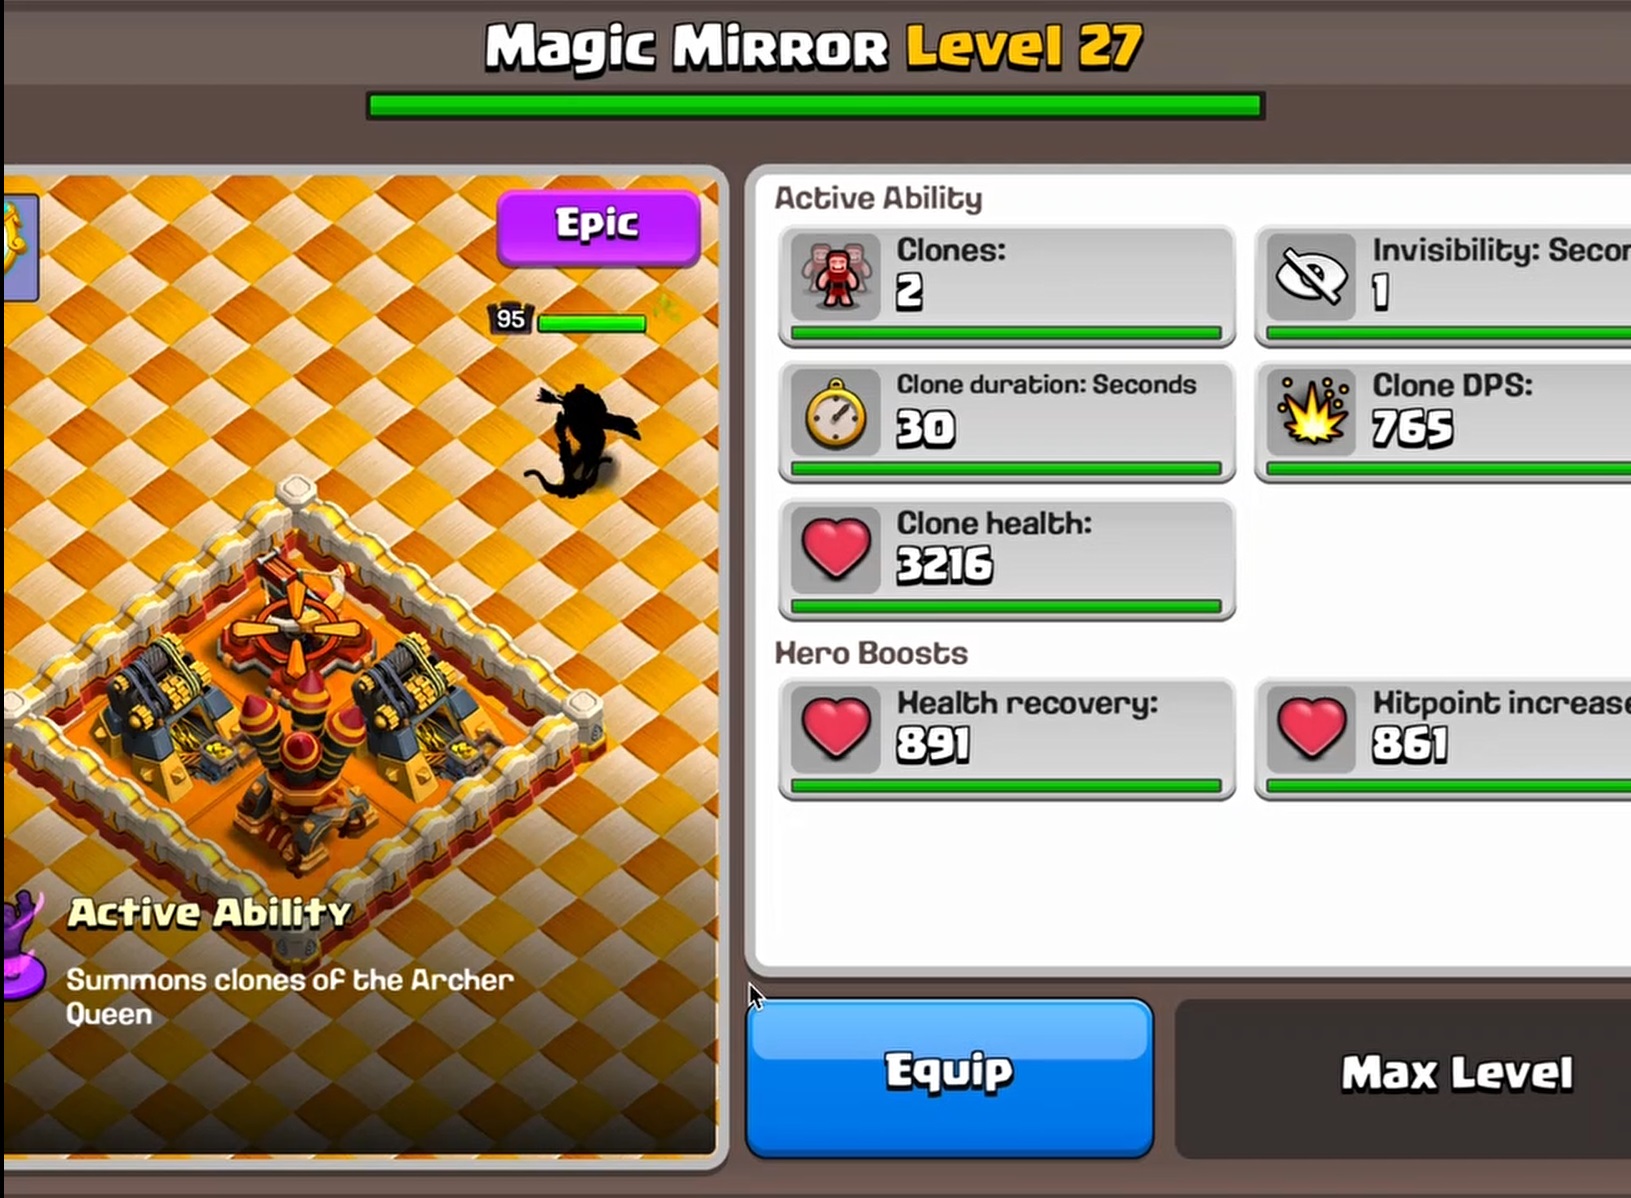 Magic Mirror Level 27
Epic
95
Active Ability
Summons clones of the Archer
Queen
Active Ability
Clones:
2
Invisibility:
1
Clone duration: Seconds
30
Clone DPS:
765
Clone health:
3216
Hero Boosts
Health recovery:
891
Hitpoint increase
861
Equip
Max Level